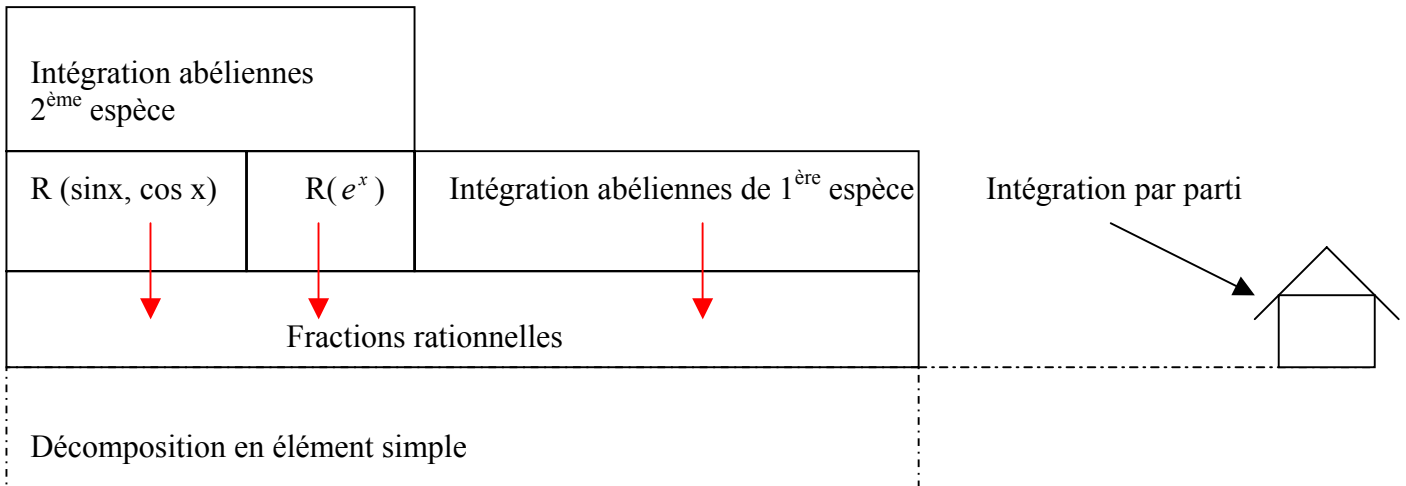 Intégration abéliennes
2ème espèce
R (sinx, cos x)
R( e^x )
Intégration abéliennes de 1ère espèce
Intégration par parti
Fractions rationnelles
Décomposition en élément simple